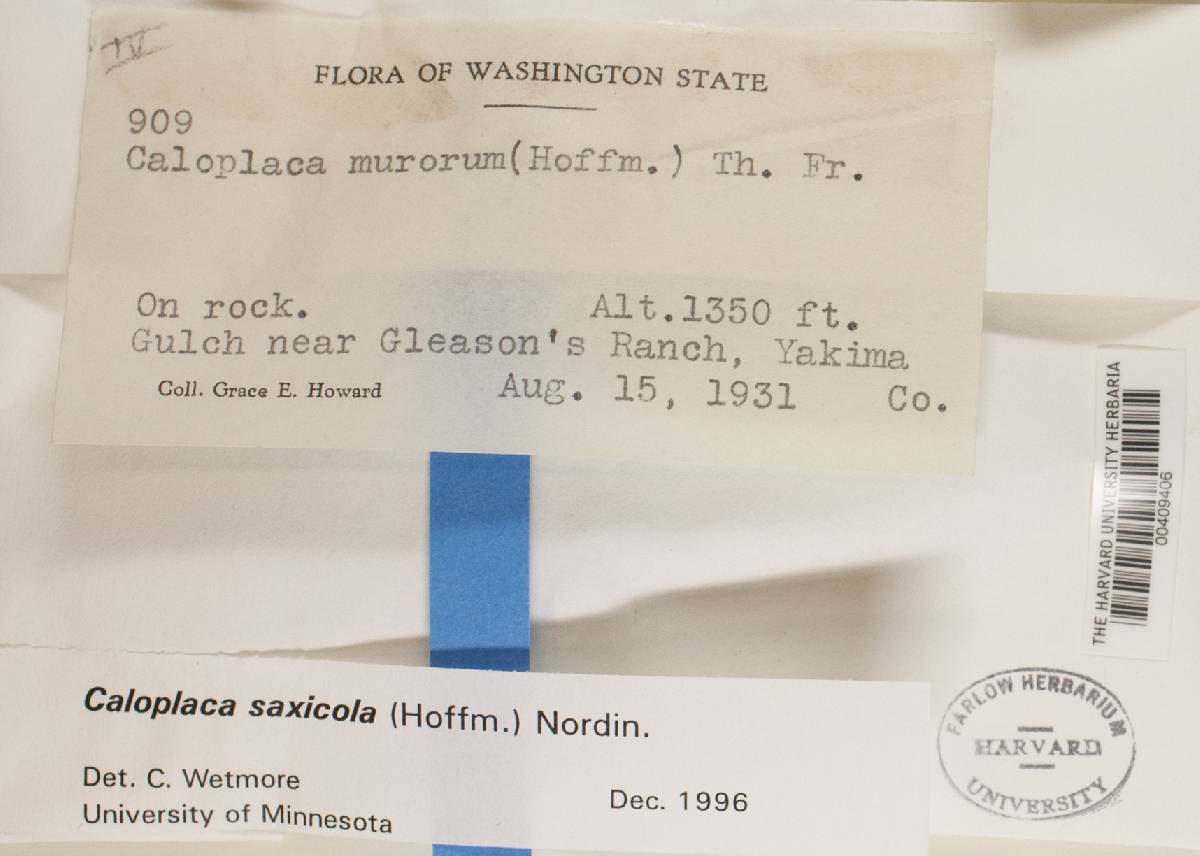 IV
FLORA OF WASHINGTON STATE
909
Caloplaca murorum(Hoffm.) Th. Fr.
On rock. Alt.1350 ft.
Gulch near Gleason's Ranch, Yakima
Coll. Grace E. Howard Aug. 15, 1931 Co.
THE HARVARD UNIVERSITY HERBARIA
00409406
Caloplaca saxicola (Hoffm.) Nordin.
Det. C. Wetmore
University of Minnesota Dec. 1996
FARLOW HERBARIUM
HARVARD
UNIVERSITY